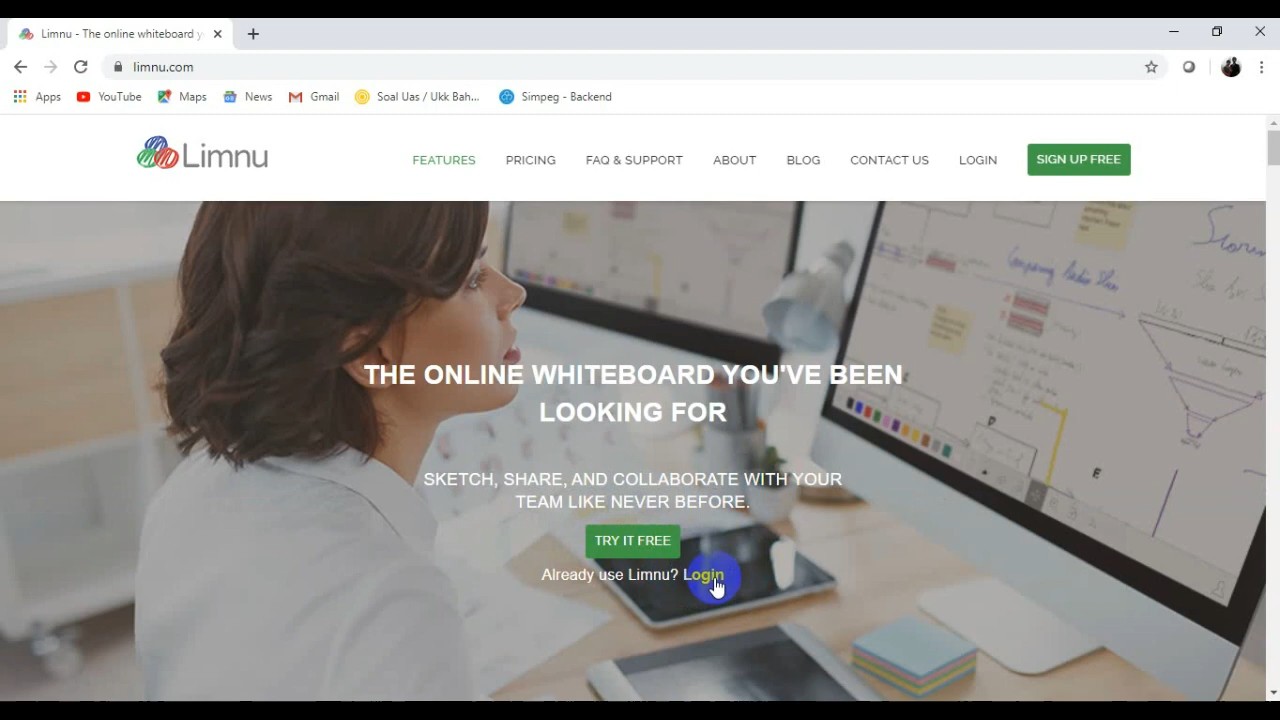 Limnu - The online whiteboard y
limnu.com
Apps YouTube Maps News Gmail Soal Uas / Ukk Bah... Simpeg - Backend
Limnu FEATURES PRICING FAQ & SUPPORT ABOUT BLOG CONTACT US LOGIN SIGN UP FREE
THE ONLINE WHITEBOARD YOU'VE BEEN
LOOKING FOR
SKETCH, SHARE, AND COLLABORATE WITH YOUR
TEAM LIKE NEVER BEFORE.
TRY IT FREE
Already use Limnu? Login